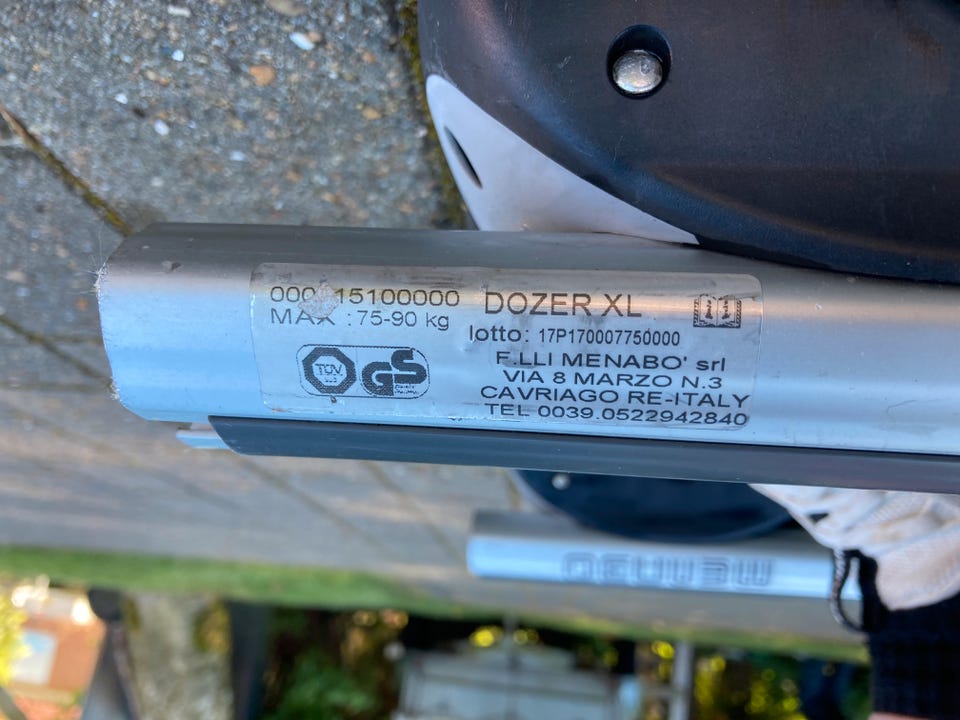 15100000 DOZER XL
MAX : 75-90 kg
lotto: 17P170007750000
TÜV GS
F.LLI MENABO' srl
VIA 8 MARZO N.3
CAVRIAGO RE-ITALY
TEL 0039.0522942840
MENABO